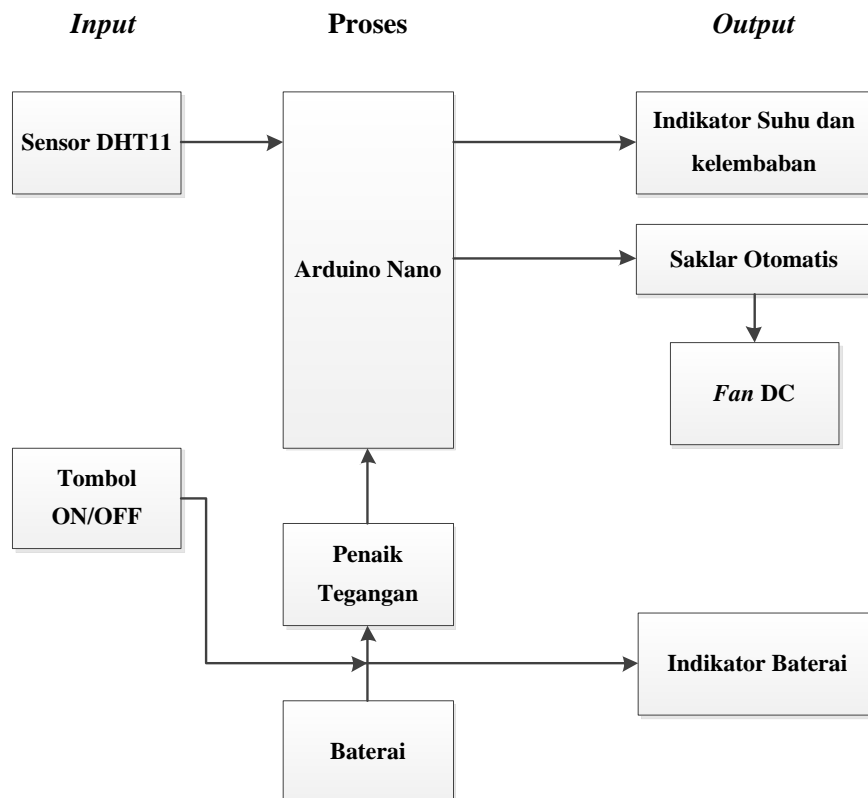 Input
Proses
Output
Sensor DHT11
Arduino Nano
Indikator Suhu dan
kelembaban
Saklar Otomatis
Fan DC
Tombol
ON/OFF
Penaik
Tegangan
Indikator Baterai
Baterai